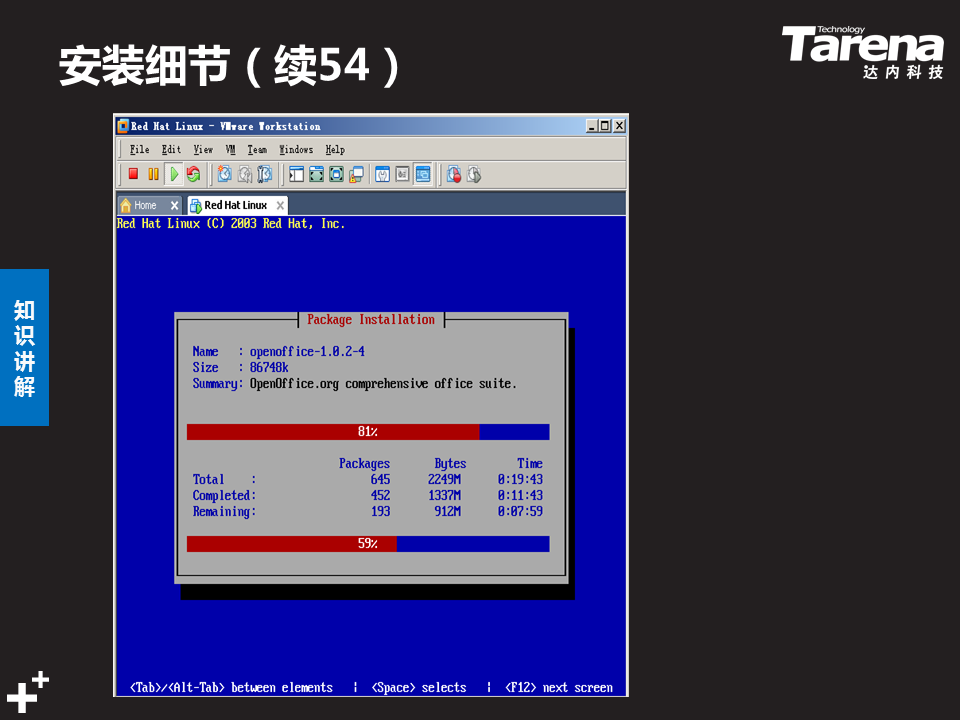 安装细节（续54）
Technology
Tarena
达内科技
Red Hat Linux - VMware Workstation
File Edit View VM Team Windows Help
Home Red Hat Linux
Red Hat Linux (C) 2003 Red Hat, Inc.
知识讲解
Package Installation
Name : openoffice-1.0.2-4
Size : 86748k
Summary: OpenOffice.org comprehensive office suite.
81%
Packages Bytes Time
Total : 645 2249M 0:19:43
Completed: 452 1337M 0:11:43
Remaining: 193 912M 0:07:59
59%
<Tab>/<Alt-Tab> between elements | <Space> selects | <F12> next screen